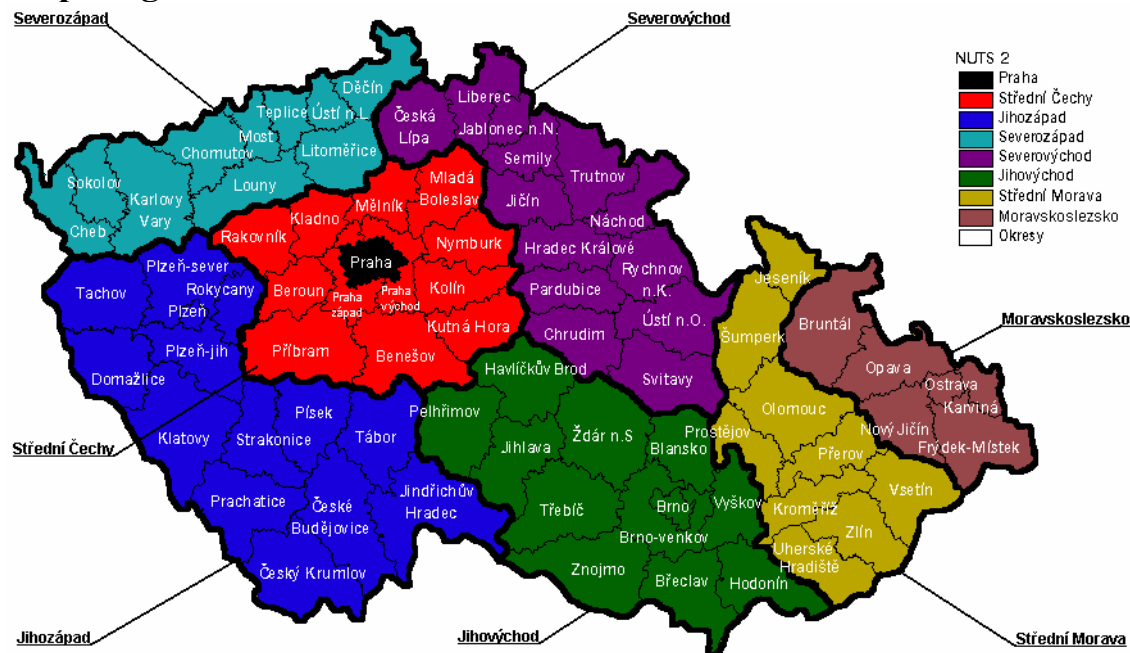 Severozápad
Severovýchod
NUTS 2
Praha
Střední Čechy
Jihozápad
Severozápad
Severovýchod
Jihovýchod
Střední Morava
Moravskoslezsko
Okresy
Děčín
Teplice
Ústí n.L
Most
Chomutov
Litoměřice
Sokolov
Karlovy
Vary
Louny
Cheb
Česká
Lípa
Liberec
Jablonec n.N.
Semily
Trutnov
Jičín
Náchod
Hradec Králové
Rychnov
n.K.
Pardubice
Ústí n.O.
Chrudim
Svitavy
Mladá
Boleslav
Mělník
Kladno
Rakovník
Nymburk
Praha
Beroun
Praha
západ
Praha
východ
Kolín
Kutná Hora
Příbram
Benešov
Plzeň-sever
Tachov
Rokycany
Plzeň
Plzeň-jih
Domažlice
Klatovy
Písek
Strakonice
Tábor
Prachatice
České
Budějovice
Jindřichův
Hradec
Český Krumlov
Havlíčkův Brod
Pelhřimov
Jihlava
Ždár n.S
Blansko
Třebíč
Brno
Vyškov
Brno-venkov
Znojmo
Břeclav
Hodonín
Jeseník
Šumperk
Olomouc
Prostějov
Přerov
Kroměříž
Vsetín
Zlín
Uherské
Hradiště
Bruntál
Opava
Ostrava
Karviná
Nový Jičín
Frýdek-Místek
Moravskoslezsko
Střední Čechy
Jihozápad
Jihovýchod
Střední Morava